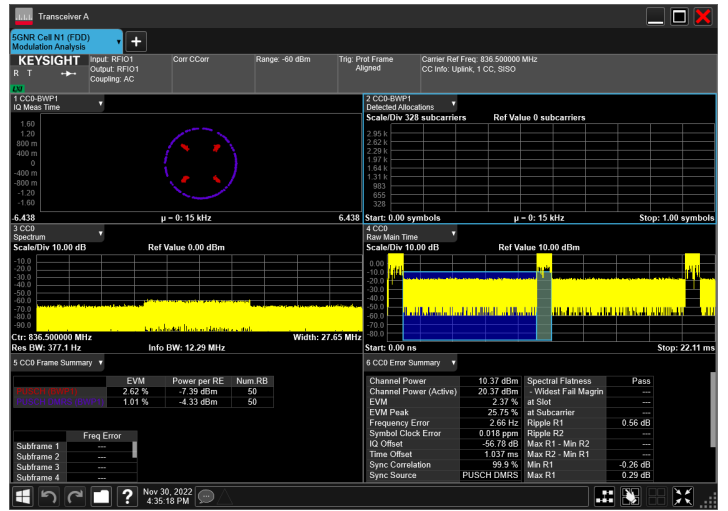 Transceiver A
5GNR Cell N1 (FDD)
Modulation Analysis
KEYSIGHT
R T
LXI
Input: RFIO1
Output: RFIO1
Coupling: AC
Corr CCorr
Range: -60 dBm
Trig: Prot Frame
Aligned
Carrier Ref Freq: 836.500000 MHz
CC Info: Uplink, 1 CC, SISO
1 CC0-BWP1
IQ Meas Time
1.60
1.20
800 m
400 m
0
-400 m
-800 m
-1.20
-1.60
-6.438
μ = 0: 15 kHz
6.438
2 CC0-BWP1
Detected Allocations
Scale/Div 328 subcarriers Ref Value 0 subcarriers
2.95 k
2.62 k
2.29 k
1.97 k
1.64 k
1.31 k
983
655
328
Start: 0.00 symbols
μ = 0: 15 kHz
Stop: 1.00 symbols
3 CC0
Spectrum
Scale/Div 10.00 dB Ref Value 0.00 dBm
-10.0
-20.0
-30.0
-40.0
-50.0
-60.0
-70.0
-90.0
Ctr: 836.500000 MHz Width: 27.65 MHz
Res BW: 377.1 Hz Info BW: 12.29 MHz
4 CC0
Raw Main Time
Scale/Div 10.00 dB Ref Value 10.00 dBm
0.00
-10.0
-20.0
-30.0
-40.0
-50.0
-60.0
-70.0
-80.0
Start: 0.00 ns Stop: 22.11 ms
5 CC0 Frame Summary
EVM Power per RE Num.RB
2.62 % -7.39 dBm 50
1.01 % -4.33 dBm 50
Freq Error
Subframe 1 ---
Subframe 2 ---
Subframe 3 ---
Subframe 4 ---
6 CC0 Error Summary
Channel Power 10.37 dBm Spectral Flatness Pass
Channel Power (Active) 20.37 dBm - Widest Fail Magrin ---
EVM 2.37 % at Slot ---
EVM Peak 25.75 % at Subcarrier ---
Frequency Error 2.66 Hz Ripple R1 0.56 dB
Symbol Clock Error 0.018 ppm Ripple R2 ---
IQ Offset -56.78 dB Max R1 - Min R2 ---
Time Offset 1.037 ms Max R2 - Min R1 ---
Sync Correlation 99.9 % Min R1 -0.26 dB
Sync Source PUSCH DMRS Max R1 0.29 dB
Nov 30, 2022
4:35:18 PM